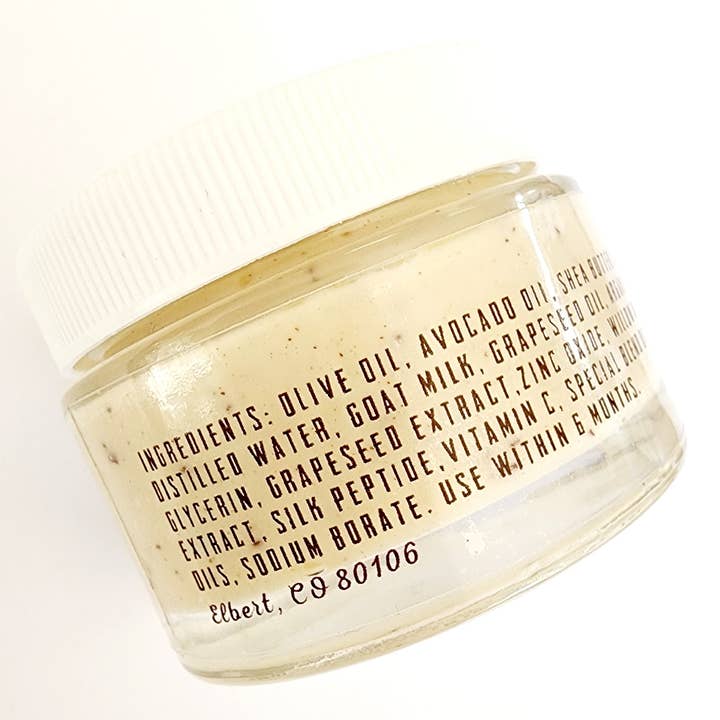 INGREDIENTS: OLIVE OIL, AVOCADO OIL, SHEA
DISTILLED WATER, GOAT MILK, GRAPESEED OIL,
GLYCERIN, GRAPESEED EXTRACT, ZINC OXIDE,
EXTRACT, SILK PEPTIDE, VITAMIN C, SPECIAL
OILS, SODIUM BORATE. USE WITHIN 6 MONTHS.
Elbert, CO 80106